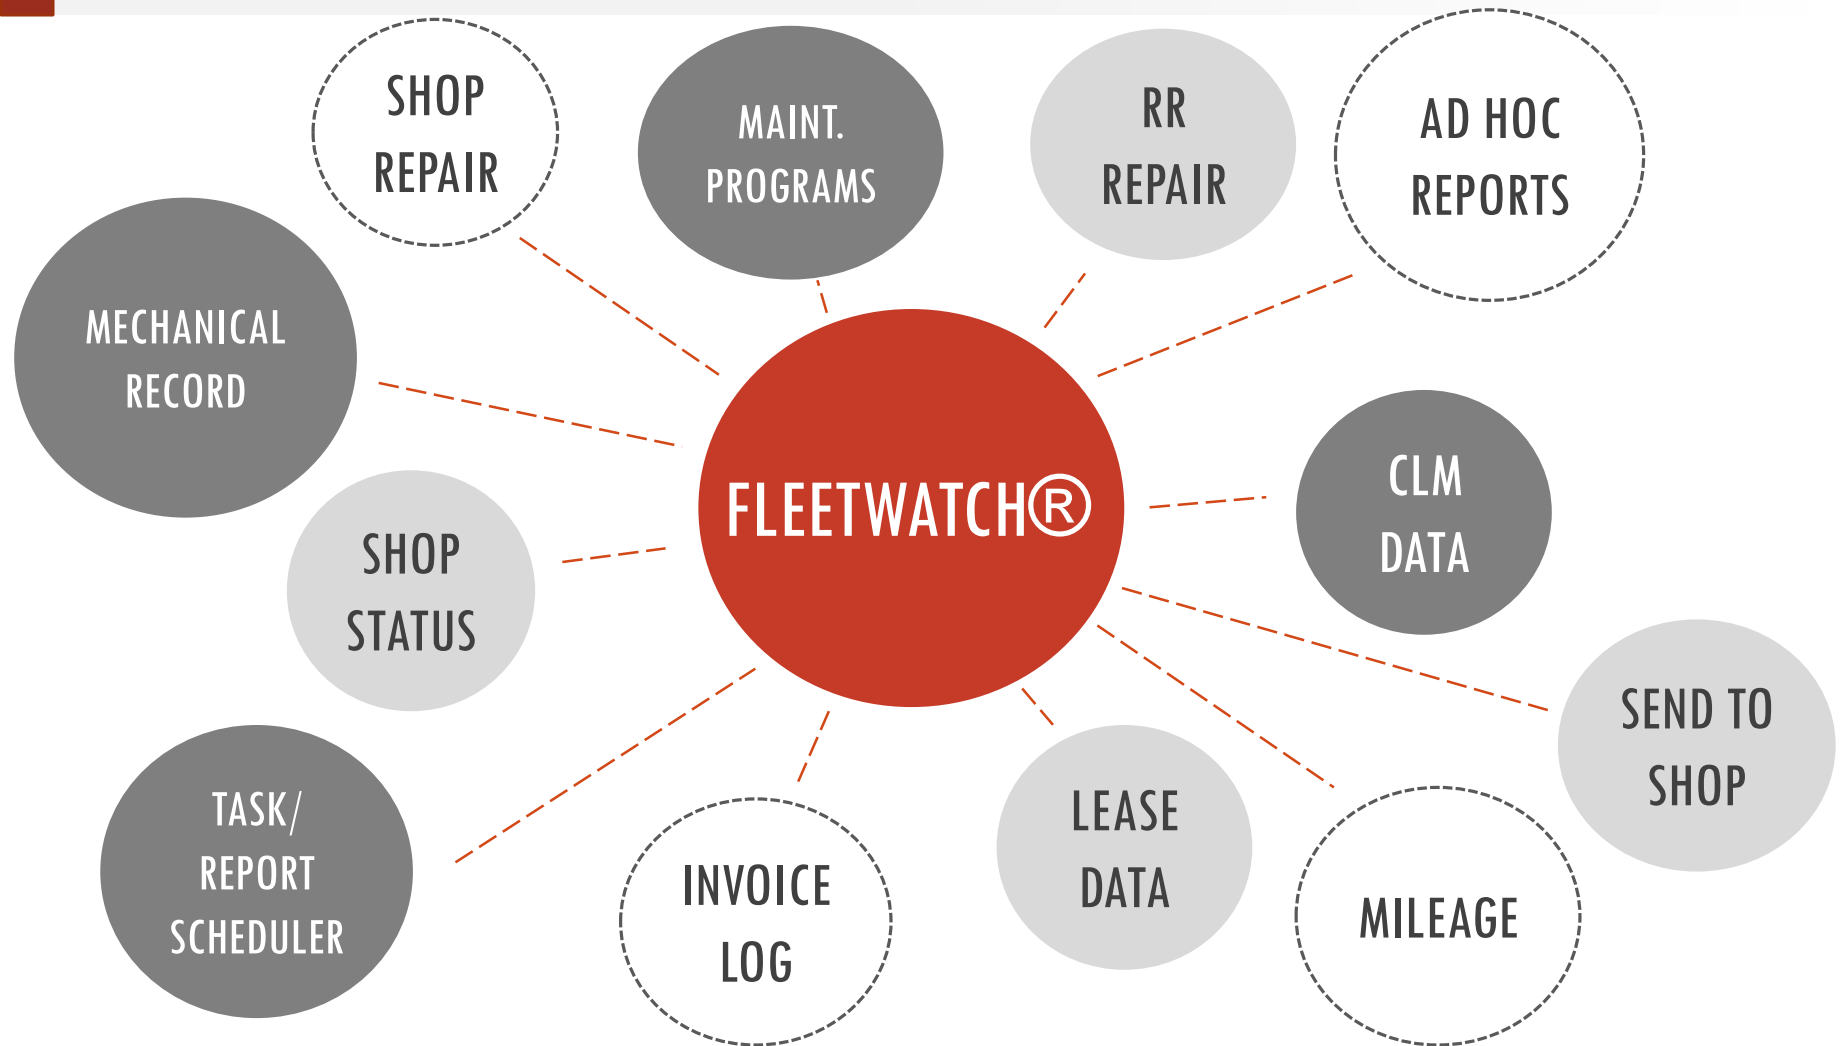 SHOP
REPAIR
MAINT.
PROGRAMS
RR
REPAIR
AD HOC
REPORTS
MECHANICAL
RECORD
FLEETWATCH®
CLM
DATA
SHOP
STATUS
SEND TO
SHOP
TASK/
REPORT
SCHEDULER
INVOICE
LOG
LEASE
DATA
MILEAGE